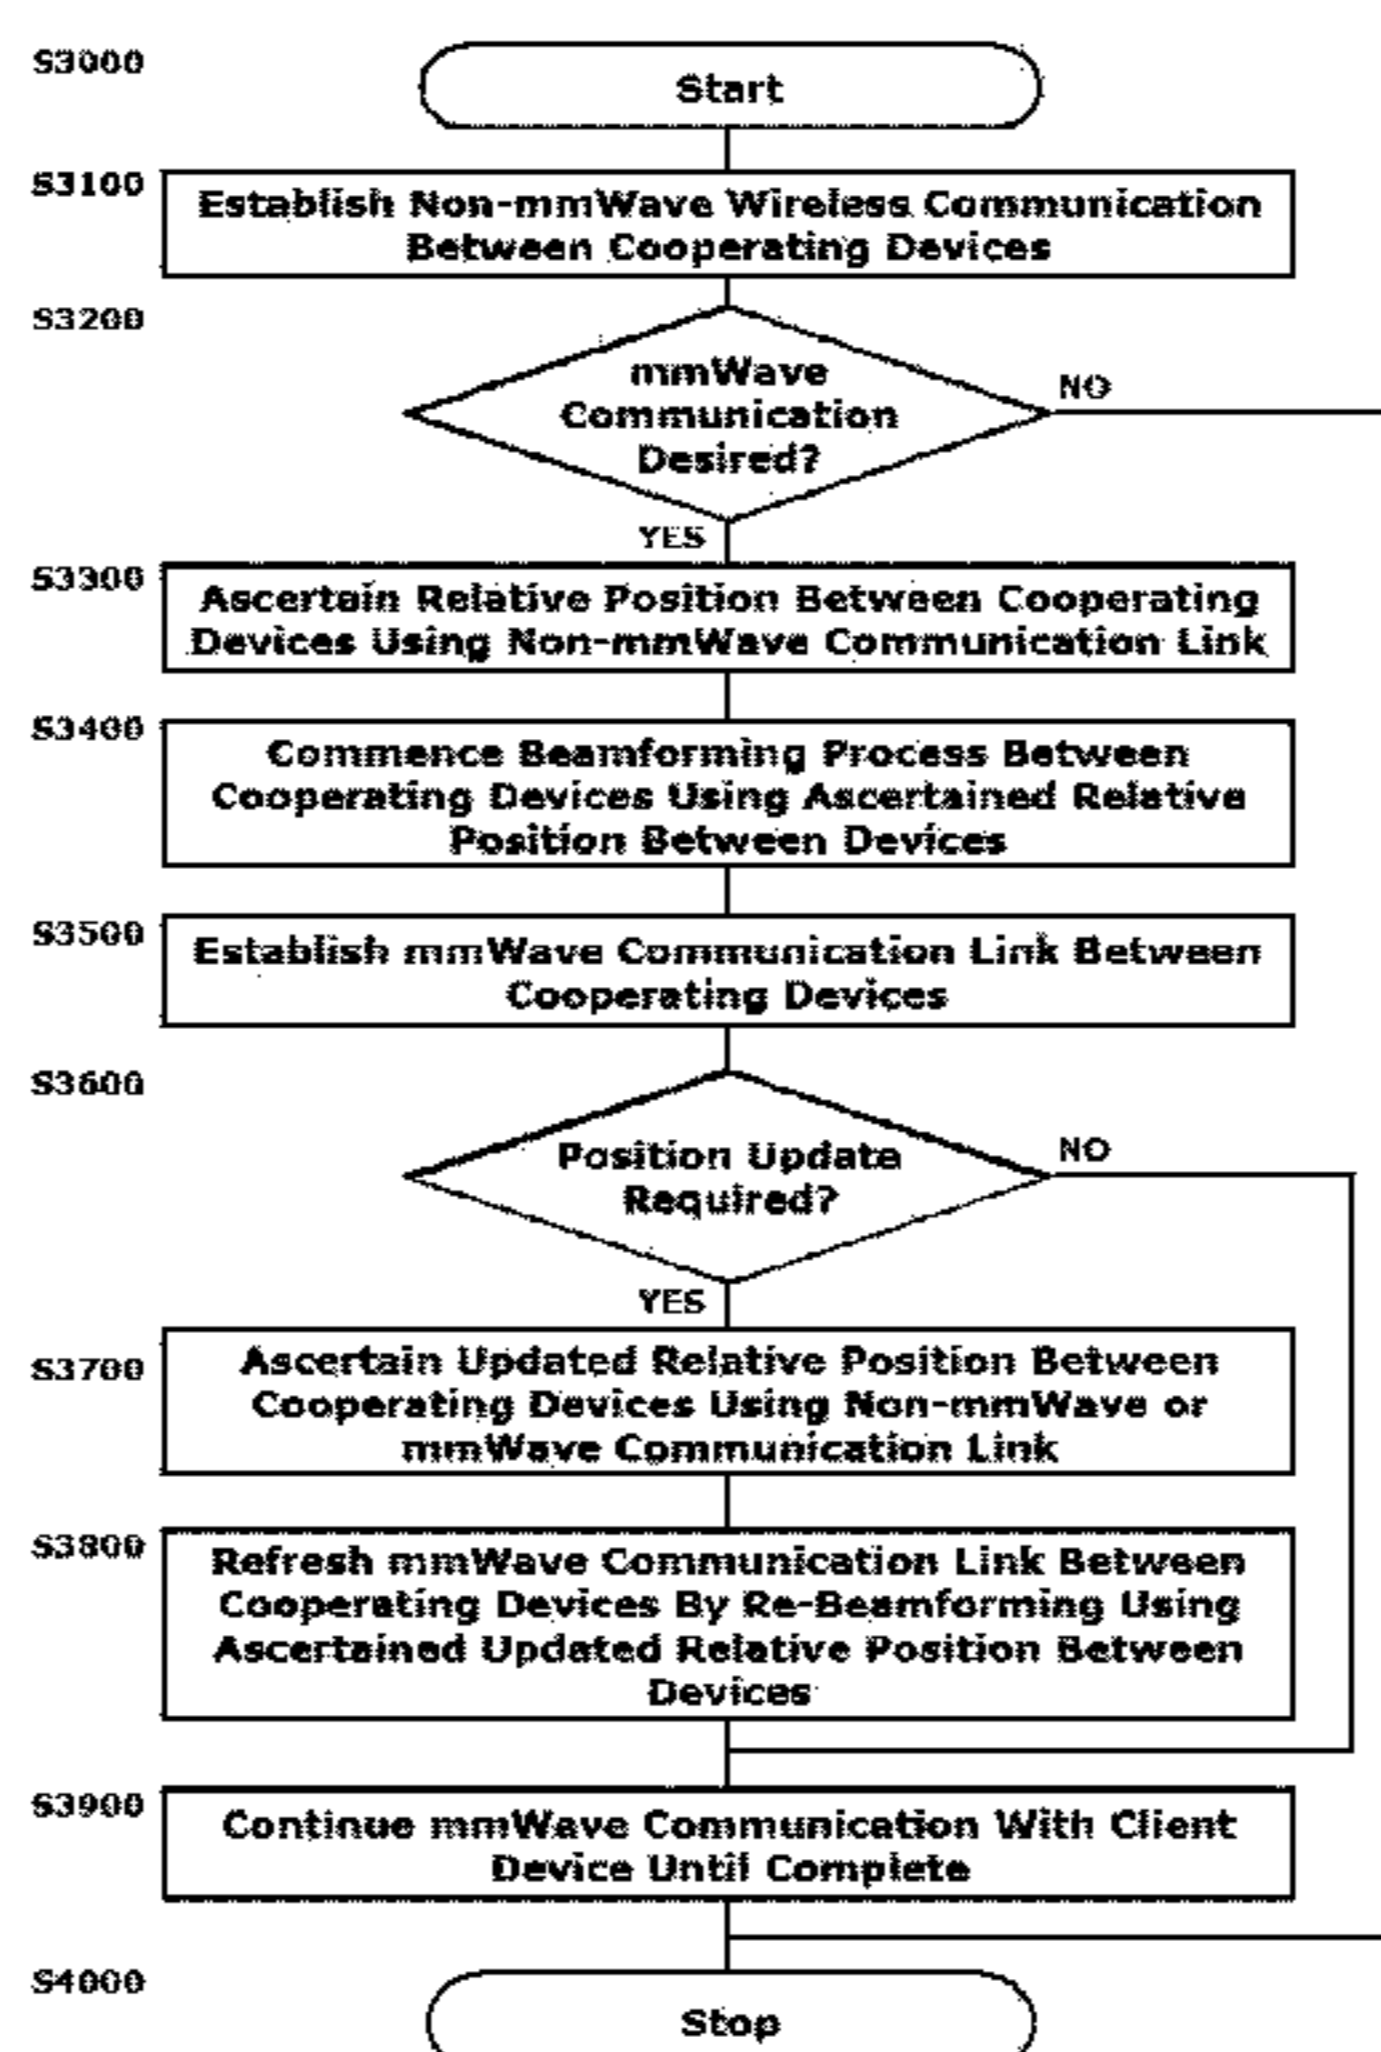 S3000
Start
S3100
Establish Non-mmWave Wireless Communication
Between Cooperating Devices
S3200
mmWave
Communication
Desired?
NO
YES
S3300
Ascertain Relative Position Between Cooperating
Devices Using Non-mmWave Communication Link
S3400
Commence Beamforming Process Between
Cooperating Devices Using Ascertained Relative
Position Between Devices
S3500
Establish mmWave Communication Link Between
Cooperating Devices
S3600
Position Update
Required?
NO
YES
S3700
Ascertain Updated Relative Position Between
Cooperating Devices Using Non-mmWave or
mmWave Communication Link
S3800
Refresh mmWave Communication Link Between
Cooperating Devices By Re-Beamforming Using
Ascertained Updated Relative Position Between
Devices
S3900
Continue mmWave Communication With Client
Device Until Complete
S4000
Stop